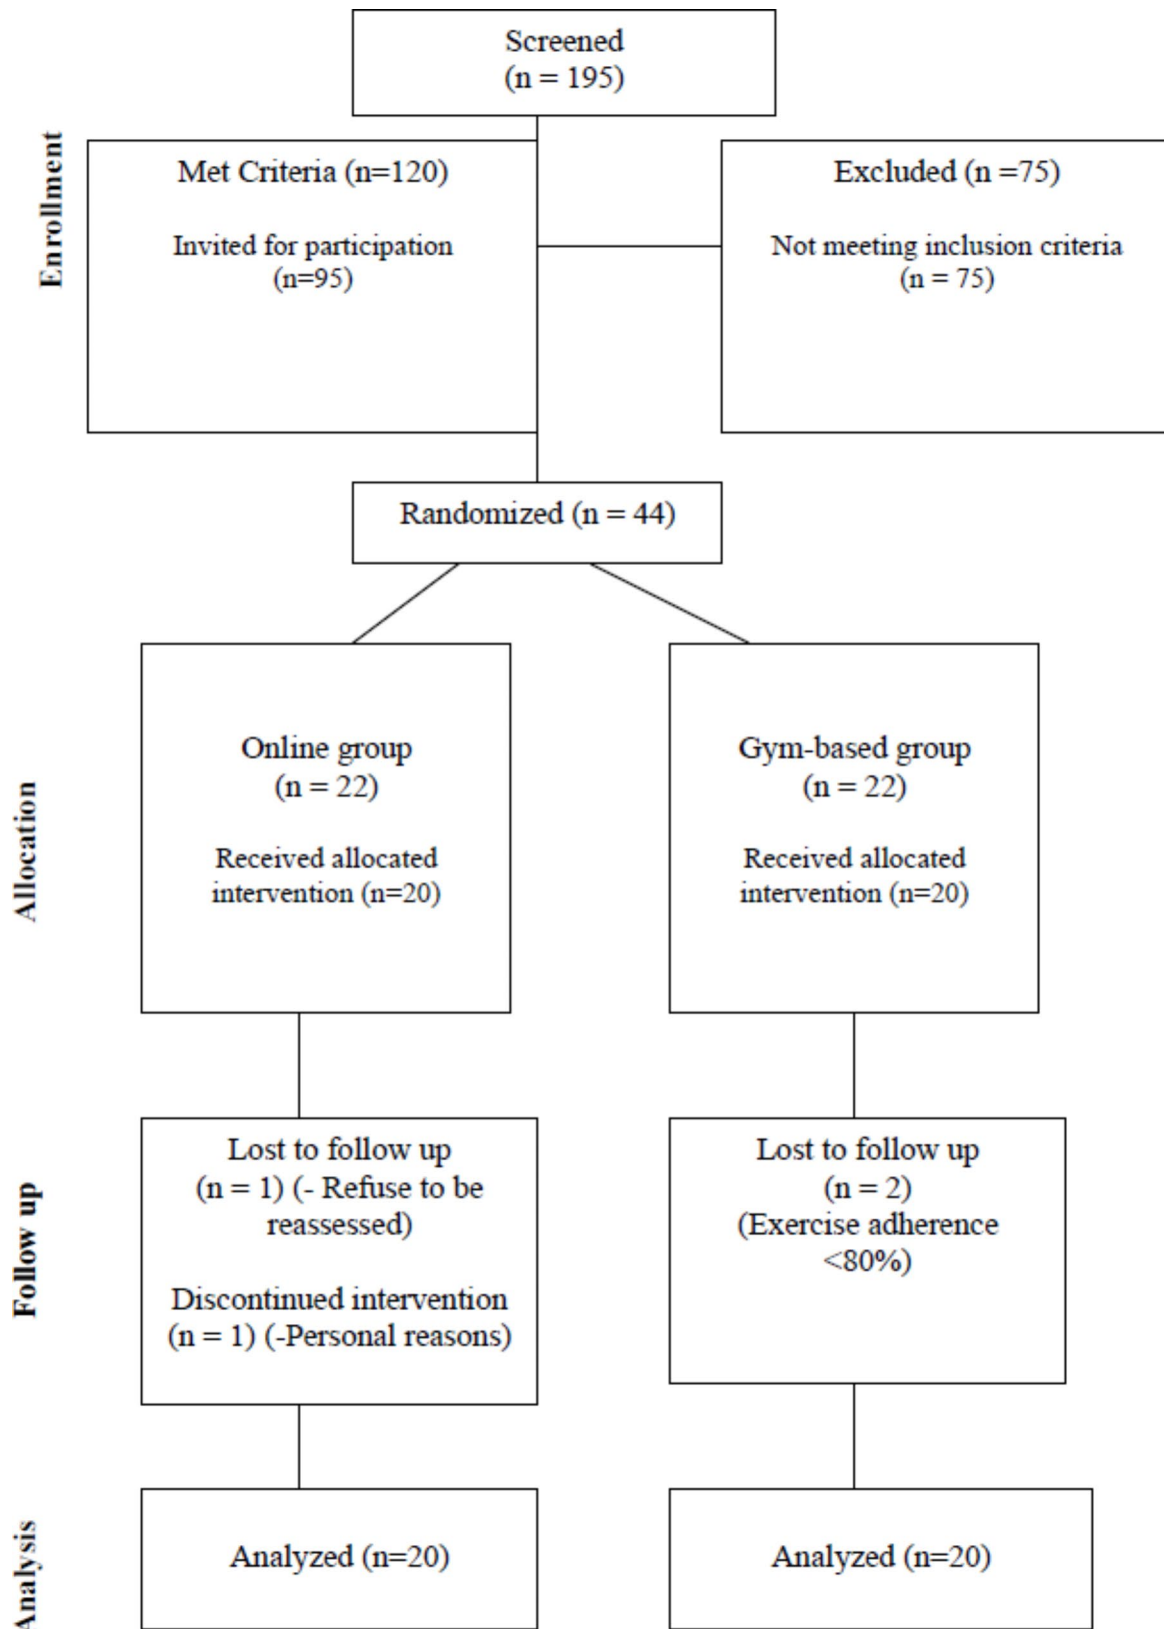 Screened
(n = 195)
Enrollment
Met Criteria (n=120)
Invited for participation
(n=95)
Excluded (n =75)
Not meeting inclusion criteria
(n = 75)
Randomized (n = 44)
Allocation
Online group
(n = 22)
Received allocated
intervention (n=20)
Gym-based group
(n = 22)
Received allocated
intervention (n=20)
Follow up
Lost to follow up
(n = 1) (- Refuse to be
reassessed)
Discontinued intervention
(n = 1) (-Personal reasons)
Lost to follow up
(n = 2)
(Exercise adherence
<80%)
Analysis
Analyzed (n=20)
Analyzed (n=20)